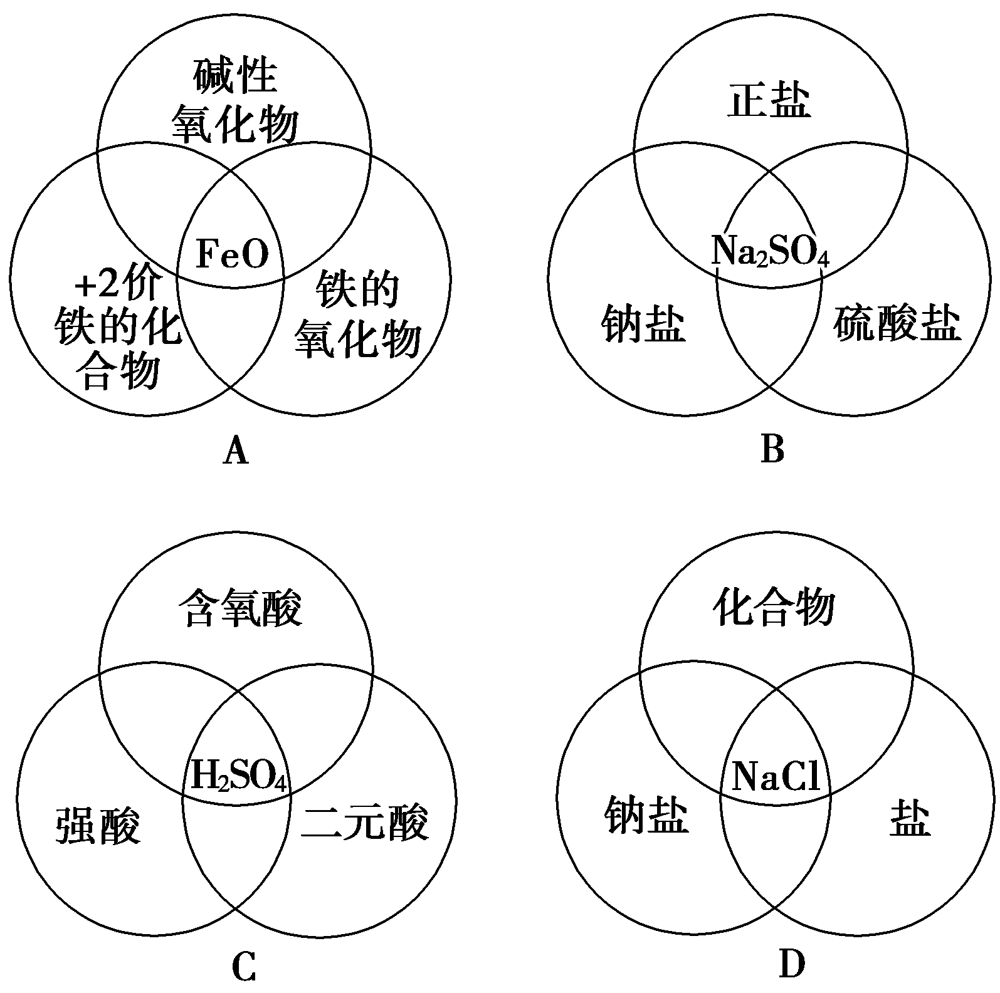 碱性
氧化物
FeO
+2价
铁的化
合物
铁的
氧化物
A
正盐
Na₂SO₄
钠盐
硫酸盐
B
含氧酸
H₂SO₄
强酸
二元酸
C
化合物
NaCl
钠盐
盐
D